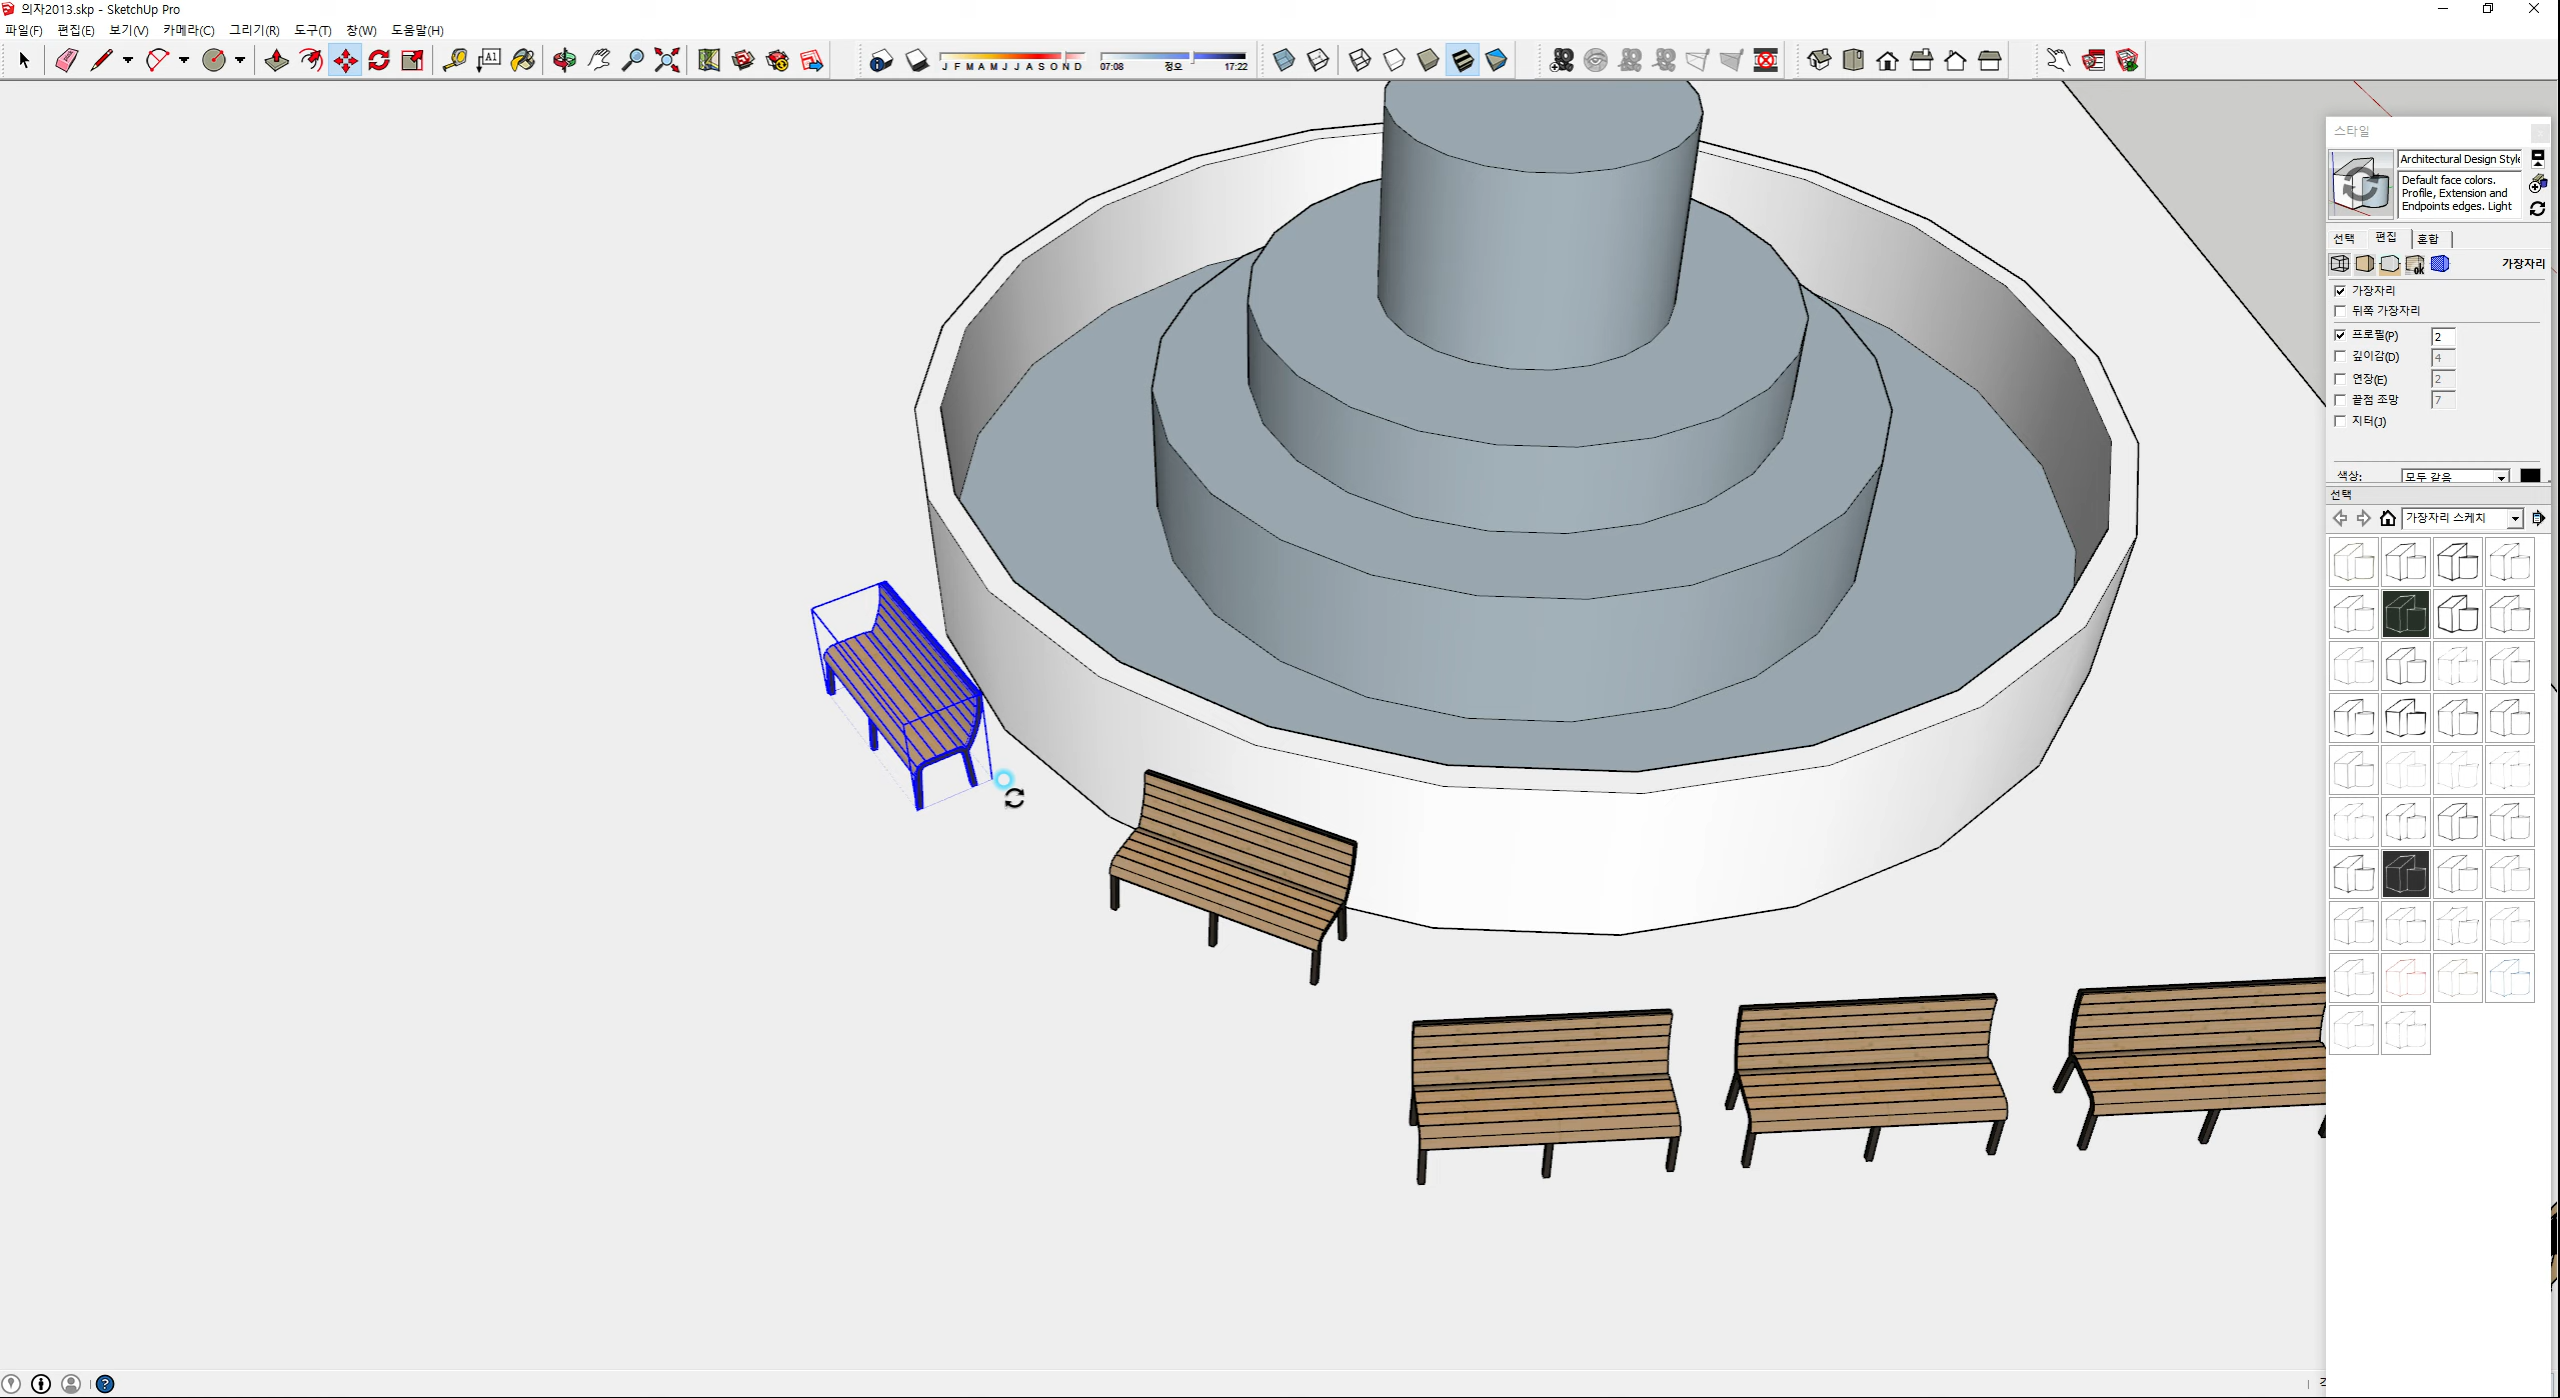 의자2013.skp - SketchUp Pro
파일(F) 편집(E) 보기(V) 카메라(C) 그리기(R) 도구(T) 창(W) 도움말(H)
A1
J F M A M J J A S O N D
07:08 정오 17:22
스타일
Architectural Design Style
Default face colors.
Profile, Extension and
Endpoints edges. Light
선택 편집 혼합
가장자리
가장자리
뒤쪽 가장자리
프로필(P) 2
깊이감(D) 4
연장(E) 2
끝점 조망 7
지터(J)
색상: 모두 같음
선택
가장자리 스케치